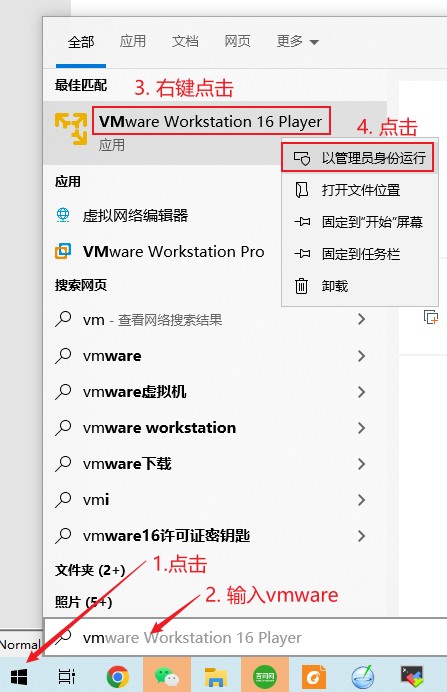 全部 应用 文档 网页 更多
最佳匹配
3. 右键点击
VMware Workstation 16 Player
应用
4. 点击
以管理员身份运行
打开文件位置
固定到“开始”屏幕
固定到任务栏
卸载
应用
虚拟网络编辑器
VMware Workstation Pro
搜索网页
vm - 查看网络搜索结果
vmware
vmware虚拟机
vmware workstation
vmware下载
vmi
vmware16许可证密钥匙
文件夹 (2+)
1.点击
照片 (5+)
2. 输入vmware
Normal
vmware Workstation 16 Player